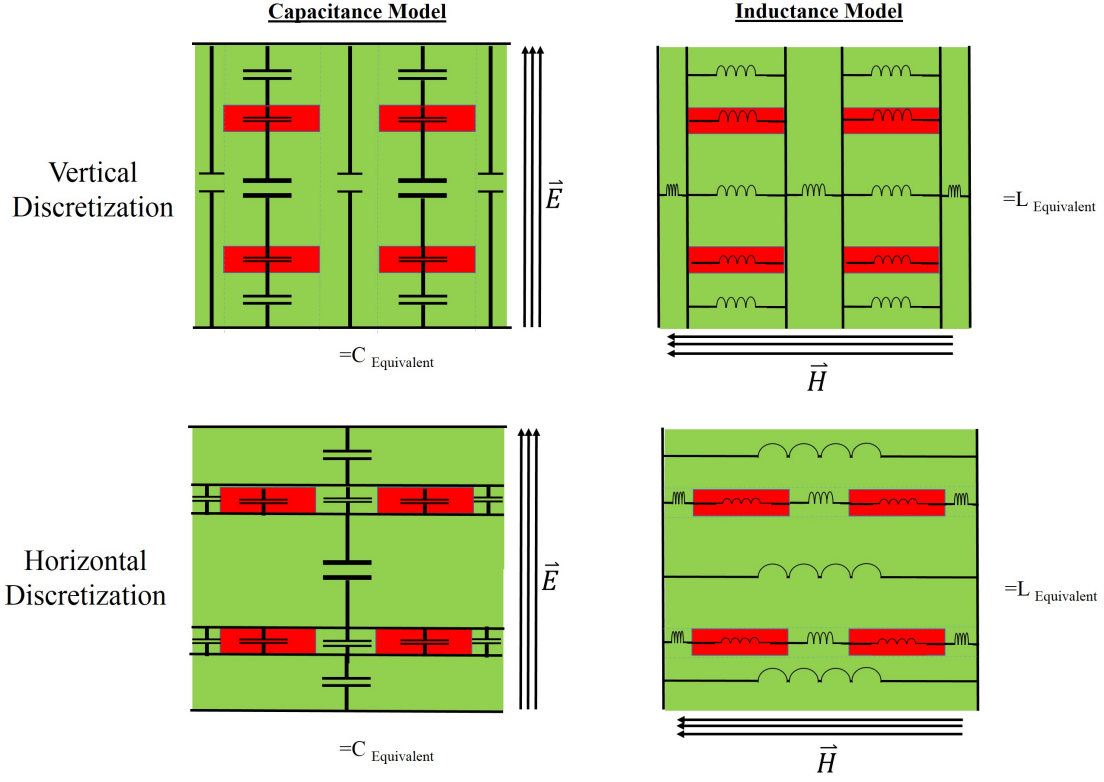 Capacitance Model
Inductance Model
Vertical
Discretization
E⃗
=L Equivalent
=C Equivalent
H⃗
Horizontal
Discretization
E⃗
=L Equivalent
=C Equivalent
H⃗